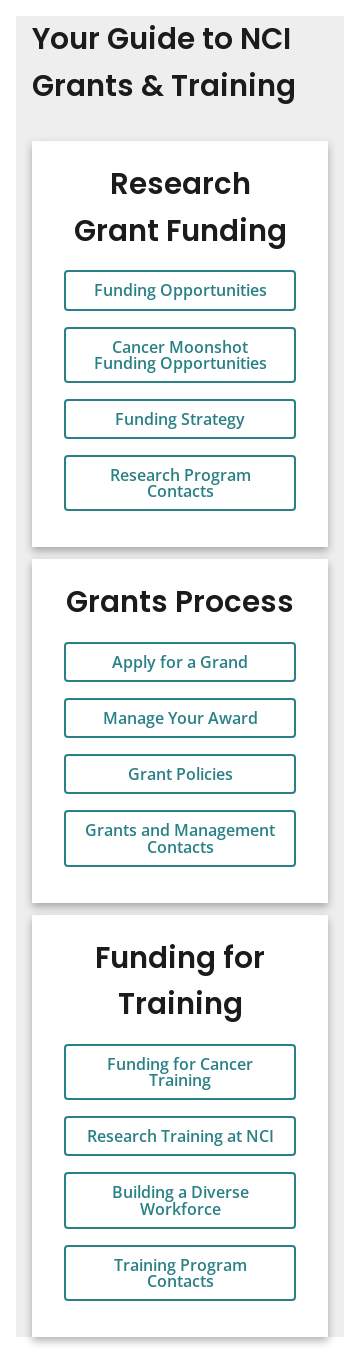 Your Guide to NCI
Grants & Training
Research
Grant Funding
Funding Opportunities
Cancer Moonshot
Funding Opportunities
Funding Strategy
Research Program
Contacts
Grants Process
Apply for a Grand
Manage Your Award
Grant Policies
Grants and Management
Contacts
Funding for
Training
Funding for Cancer
Training
Research Training at NCI
Building a Diverse
Workforce
Training Program
Contacts